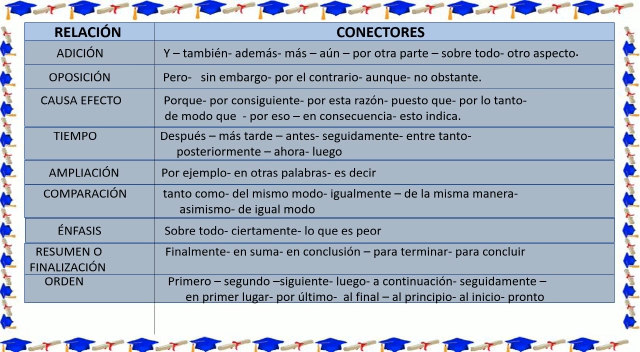 RELACIÓN CONECTORES
ADICIÓN Y – también- además- más – aún – por otra parte – sobre todo- otro aspecto.
OPOSICIÓN Pero- sin embargo- por el contrario- aunque- no obstante.
CAUSA EFECTO Porque- por consiguiente- por esta razón- puesto que- por lo tanto-
de modo que - por eso – en consecuencia- esto indica.
TIEMPO Después – más tarde – antes- seguidamente- entre tanto-
posteriormente – ahora- luego
AMPLIACIÓN Por ejemplo- en otras palabras- es decir
COMPARACIÓN tanto como- del mismo modo- igualmente – de la misma manera-
asimismo- de igual modo
ÉNFASIS Sobre todo- ciertamente- lo que es peor
RESUMEN O Finalmente- en suma- en conclusión – para terminar- para concluir
FINALIZACIÓN
ORDEN Primero – segundo –siguiente- luego- a continuación- seguidamente –
en primer lugar- por último- al final – al principio- al inicio- pronto